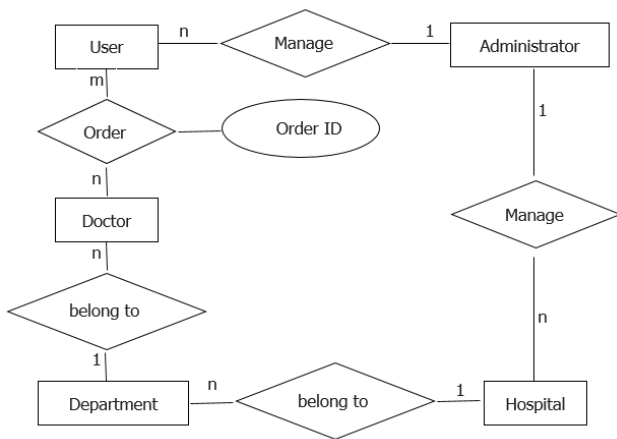 User
n
Manage
1
Administrator
m
1
Order
Order ID
n
Doctor
Manage
n
belong to
n
1
Department
n
belong to
1
Hospital